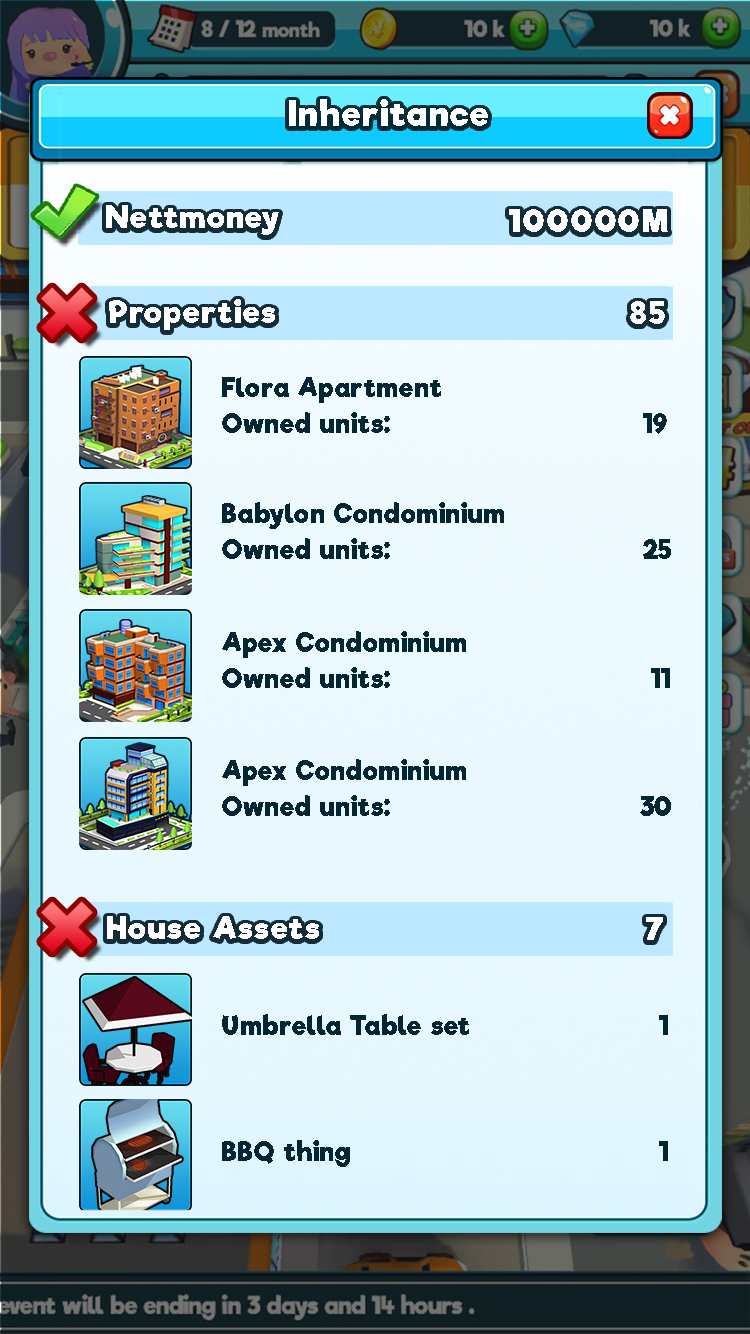 8 / 12 month
10 k
10 k
Inheritance
Nettmoney
100000M
Properties
85
Flora Apartment
Owned units:
19
Babylon Condominium
Owned units:
25
Apex Condominium
Owned units:
11
Apex Condominium
Owned units:
30
House Assets
7
Umbrella Table set
1
BBQ thing
1
event will be ending in 3 days and 14 hours .